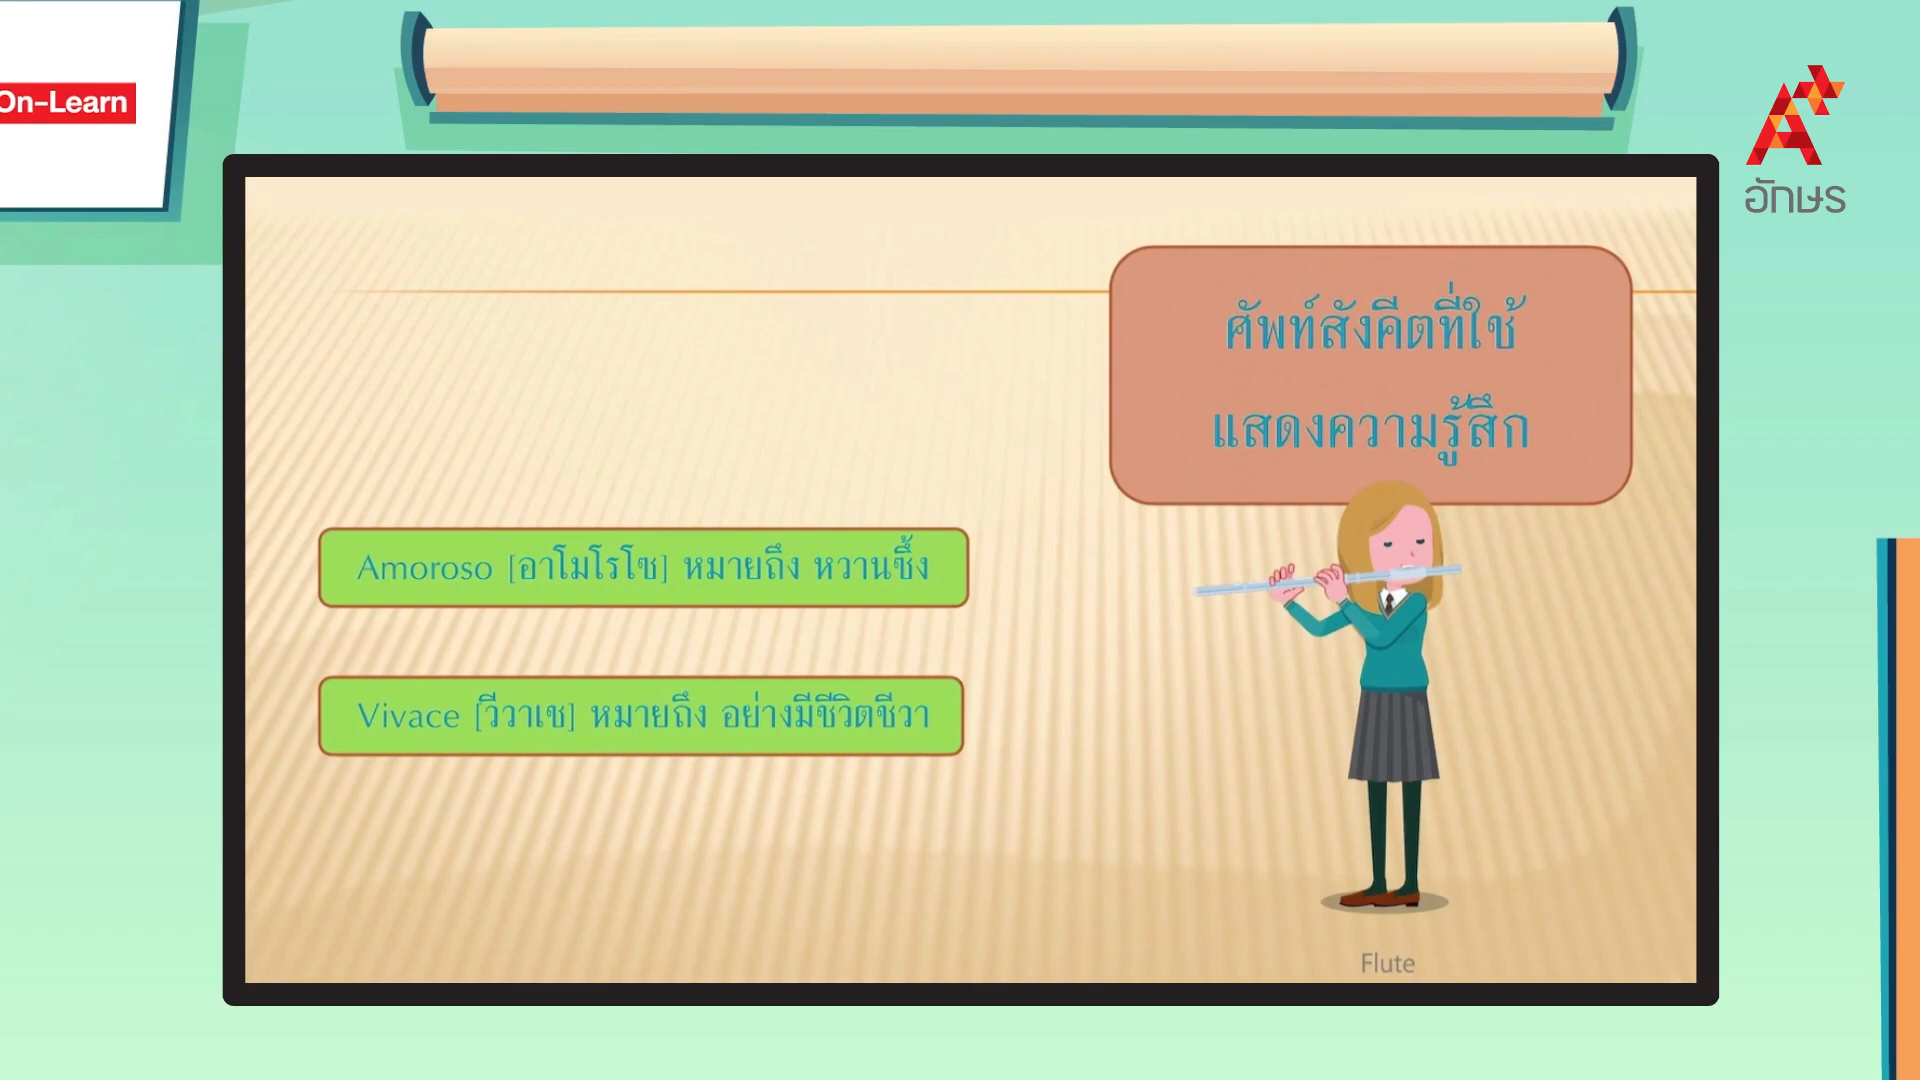 On-Learn
อักษร
ศัพท์สังคีตที่ใช้
แสดงความรู้สึก
Amoroso [อาโมโรโซ] หมายถึง หวานซึ้ง
Vivace [วีวาเช] หมายถึง อย่างมีชีวิตชีวา
Flute